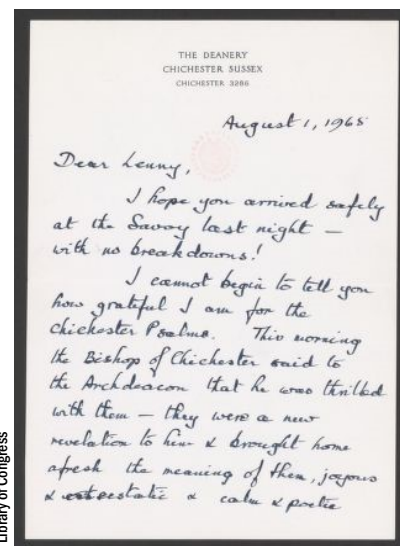 THE DEANERY
CHICHESTER SUSSEX
CHICHESTER 3286
August 1, 1965
Dear Lenny,
I hope you arrived safely
at the Savoy last night —
with no breakdowns!
I cannot begin to tell you
how grateful I am for the
Chichester Psalms. This morning
the Bishop of Chichester said to
the Archdeacon that he was thrilled
with them — they were a new
revelation to him & brought home
afresh the meaning of them, joyous
& ecstatic & calm & poetic
Library of Congress